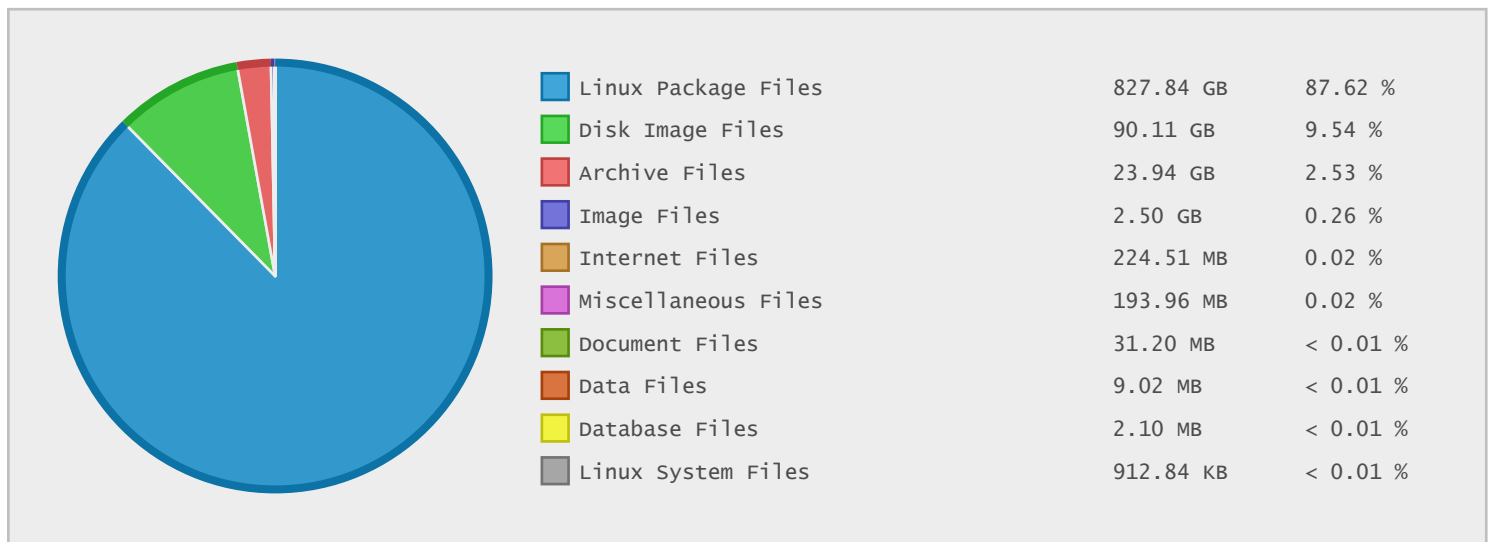 Linux Package Files 827.84 GB 87.62 %
Disk Image Files 90.11 GB 9.54 %
Archive Files 23.94 GB 2.53 %
Image Files 2.50 GB 0.26 %
Internet Files 224.51 MB 0.02 %
Miscellaneous Files 193.96 MB 0.02 %
Document Files 31.20 MB < 0.01 %
Data Files 9.02 MB < 0.01 %
Database Files 2.10 MB < 0.01 %
Linux System Files 912.84 KB < 0.01 %